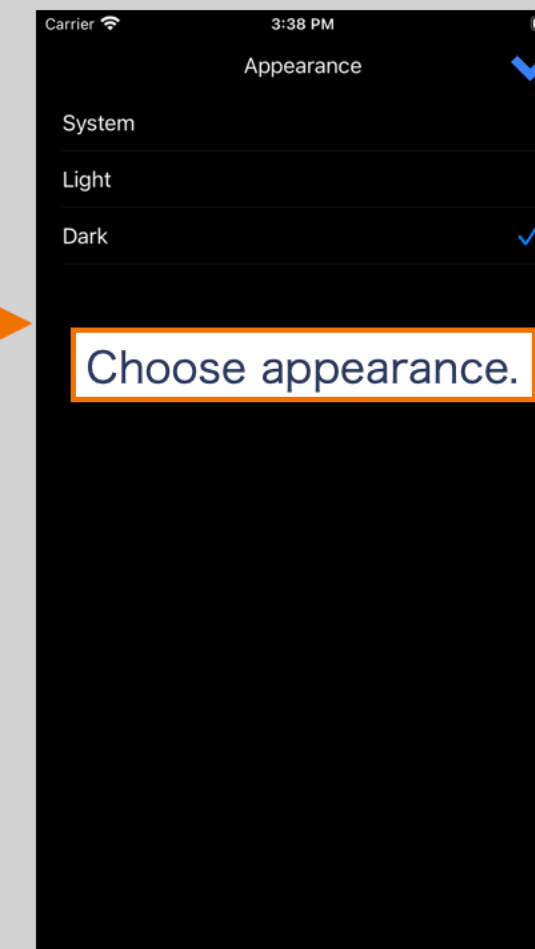 Carrier 3:38 PM
Appearance
System
Light
Dark
Choose appearance.